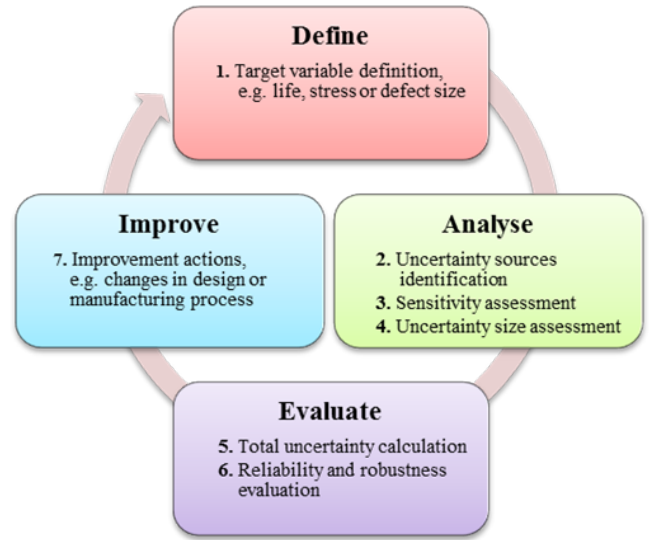 Define
1. Target variable definition,
e.g. life, stress or defect size
Analyse
2. Uncertainty sources
identification
3. Sensitivity assessment
4. Uncertainty size assessment
Evaluate
5. Total uncertainty calculation
6. Reliability and robustness
evaluation
Improve
7. Improvement actions,
e.g. changes in design or
manufacturing process